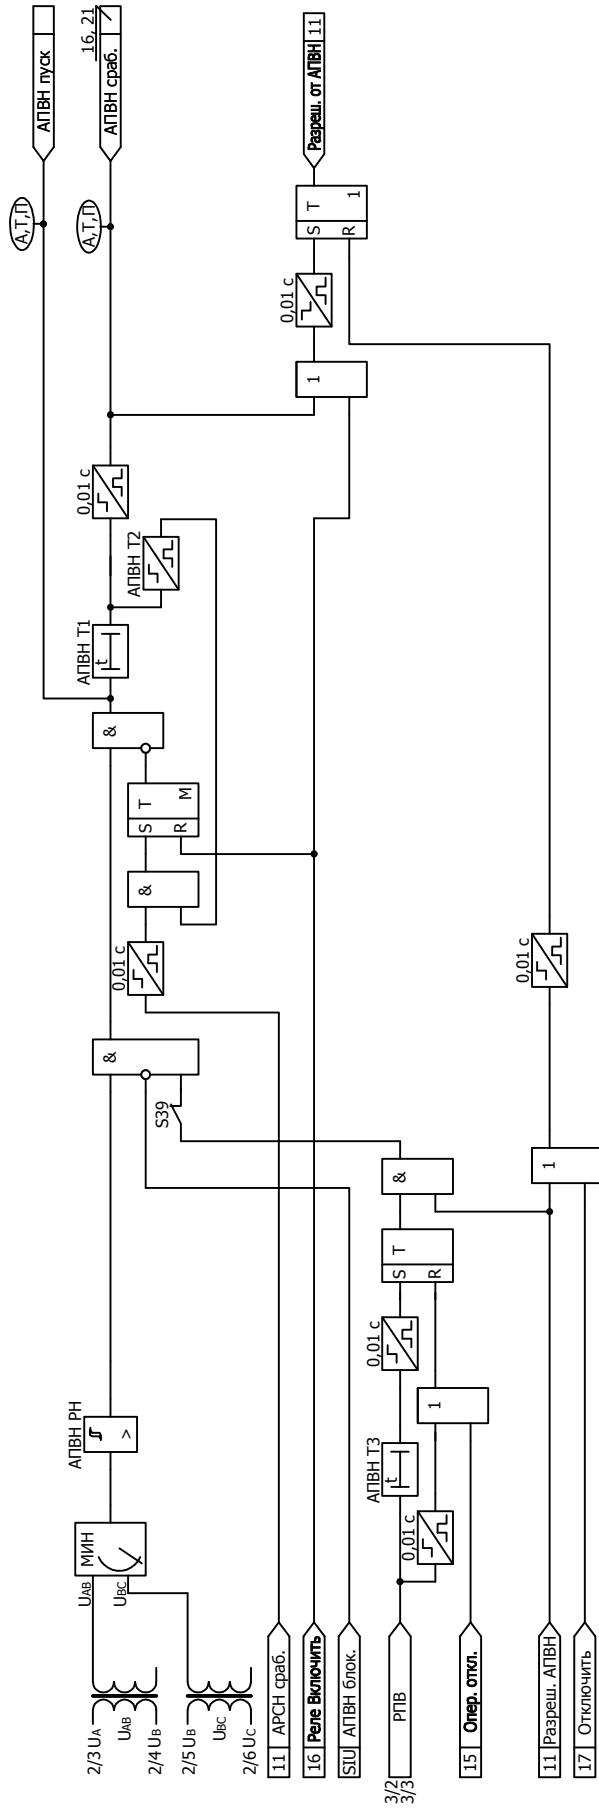 АПВН пуск
16, 21
АПВН сраб.
А,Т,П
А,Т,П
Разреш. от АПВН 11
S T 1
R
0,01 с
1
0,01 с
АПВН Т2
АПВН Т1
t
&
S T M
R
&
0,01 с
0,01 с
&
S39
&
1
S T
R
0,01 с
1
АПВН Т3
t
0,01 с
АПВН РН
>
МИН
UAB
UBC
2/3 UA
UAB
2/4 UB
2/5 UB
UBC
2/6 UC
11 АРСН сраб.
16 Реле Включить
SIU АПВН блок.
3/2
3/3
РПВ
15 Опер. откл.
11 Разреш. АПВН
17 Отключить